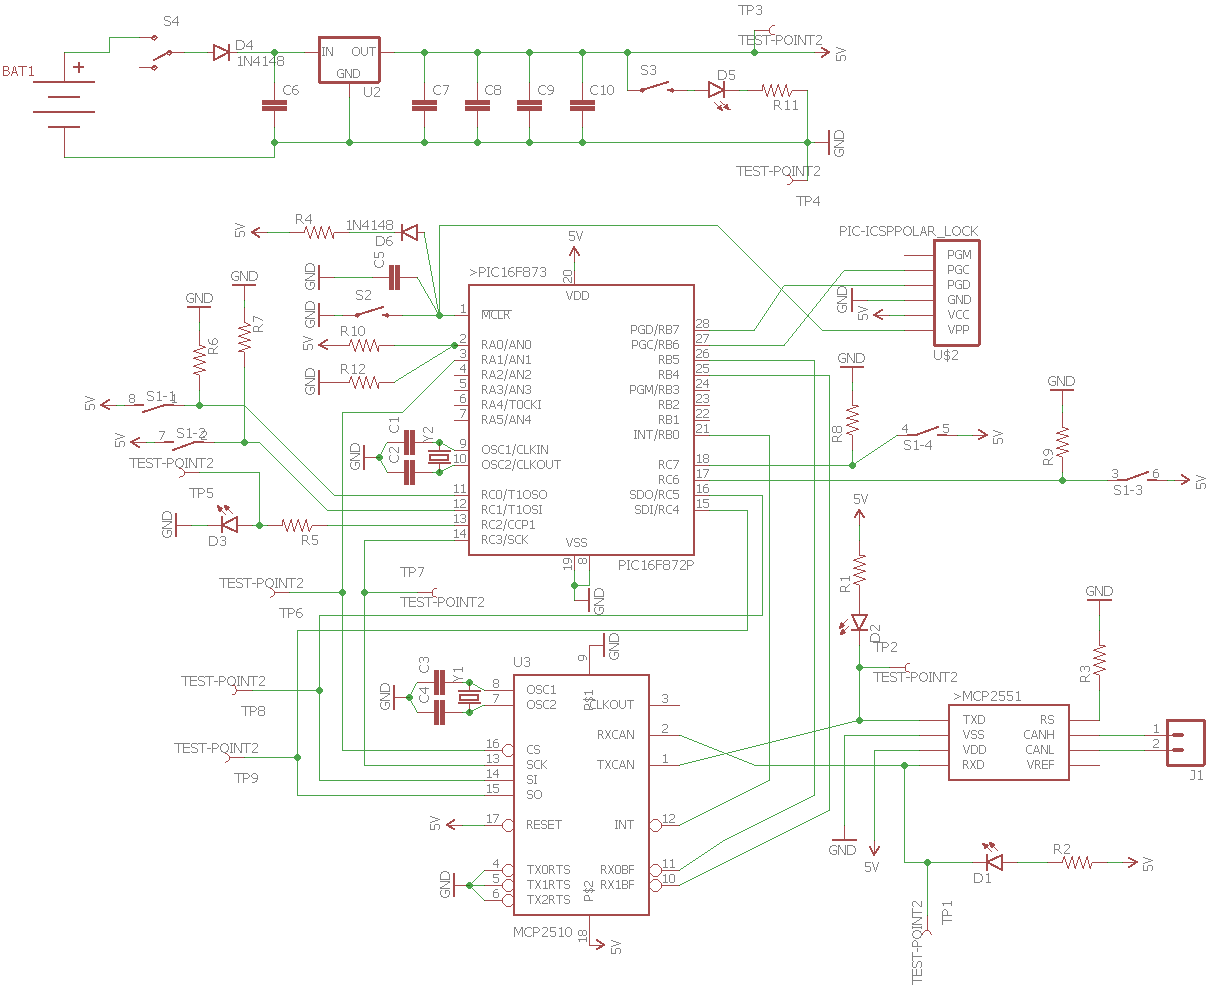 S4
TP3
TEST-POINT2
D4
1N4148
IN
OUT
GND
U2
5V
BAT1
+
S3
D5
R11
C6
C7
C8
C9
C10
GND
TEST-POINT2
TP4
R4
1N4148
D6
5V
C5
GND
S2
GND
R10
5V
R12
GND
>PIC16F873
5V
20
VDD
PIC-ICSPPOLAR_LOCK
PGM
PGC
PGD
GND
VCC
VPP
GND
5V
U$2
GND
R7
GND
R6
1
MCLR
2
RA0/AN0
3
RA1/AN1
4
RA2/AN2
5
RA3/AN3
6
RA4/T0CKI
7
RA5/AN4
9
OSC1/CLKIN
10
OSC2/CLKOUT
11
RC0/T1OSO
12
RC1/T1OSI
13
RC2/CCP1
14
RC3/SCK
28
PGD/RB7
27
PGC/RB6
26
RB5
25
RB4
24
PGM/RB3
23
RB2
22
RB1
21
INT/RB0
18
RC7
17
RC6
16
SDO/RC5
15
SDI/RC4
VSS
19
8
GND
PIC16F872P
5V
8
S1-1
1
5V
7
S1-2
2
TEST-POINT2
TP5
GND
D3
R5
C1
C2
Y2
GND
GND
R8
4
S1-4
5
5V
GND
R9
3
S1-3
6
5V
TEST-POINT2
TP6
TP7
TEST-POINT2
5V
R1
D2
TP2
TEST-POINT2
GND
R3
TEST-POINT2
TP8
TEST-POINT2
TP9
C3
C4
Y1
GND
U3
9
GND
P$1
8
OSC1
7
OSC2
16
CS
13
SCK
14
SI
15
SO
5V
17
RESET
GND
4
TX0RTS
5
TX1RTS
6
TX2RTS
CLKOUT
3
RXCAN
2
TXCAN
1
INT
12
RX0BF
11
RX1BF
10
P$2
18
5V
MCP2510
>MCP2551
TXD
VSS
VDD
RXD
RS
CANH
CANL
VREF
1
2
J1
GND
5V
D1
R2
5V
TEST-POINT2
TP1